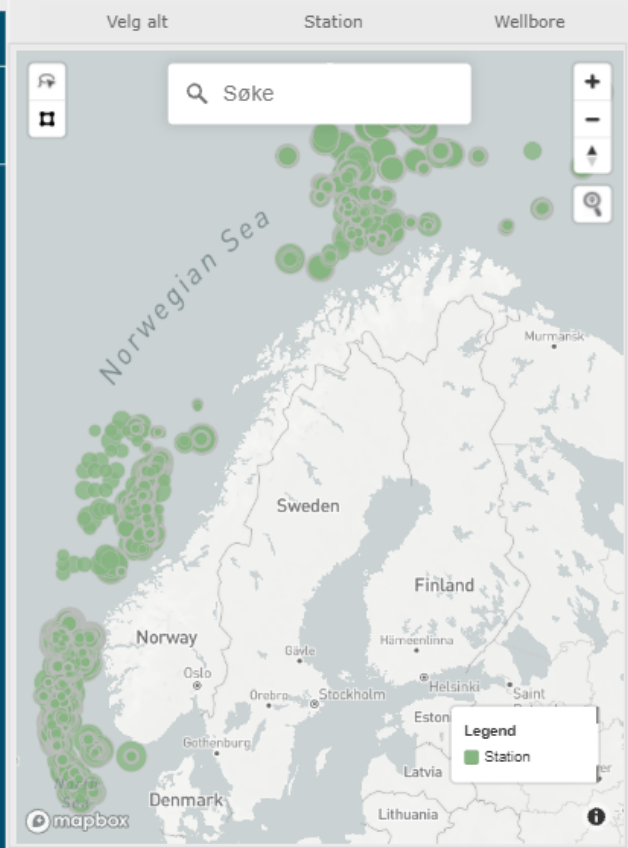 Velg alt Station Wellbore
Søke
Norwegian Sea
Murmansk
Sweden
Finland
Norway
Hämeenlinna
Gävle
Oslo
Helsinki
Örebro
Stockholm
Saint
Eston
Gothenburg
Legend
Station
Latvia
Denmark
Lithuania
mapbox